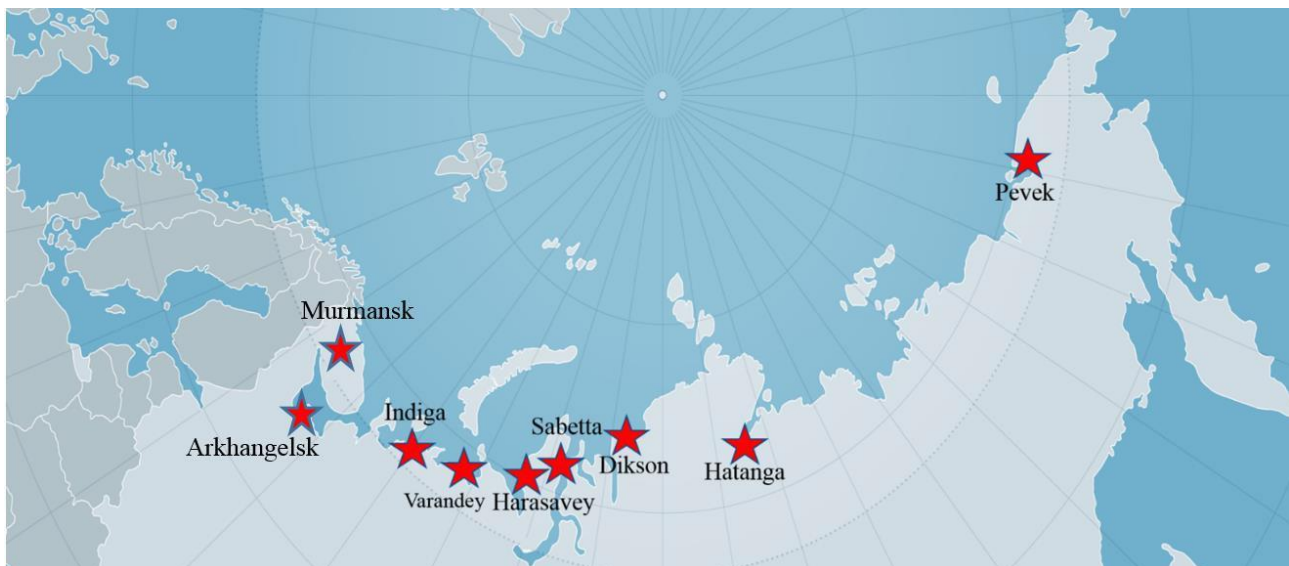 Pevek
Murmansk
Indiga
Sabetta
Arkhangelsk
Dikson
Hatanga
Varandey
Harasavey